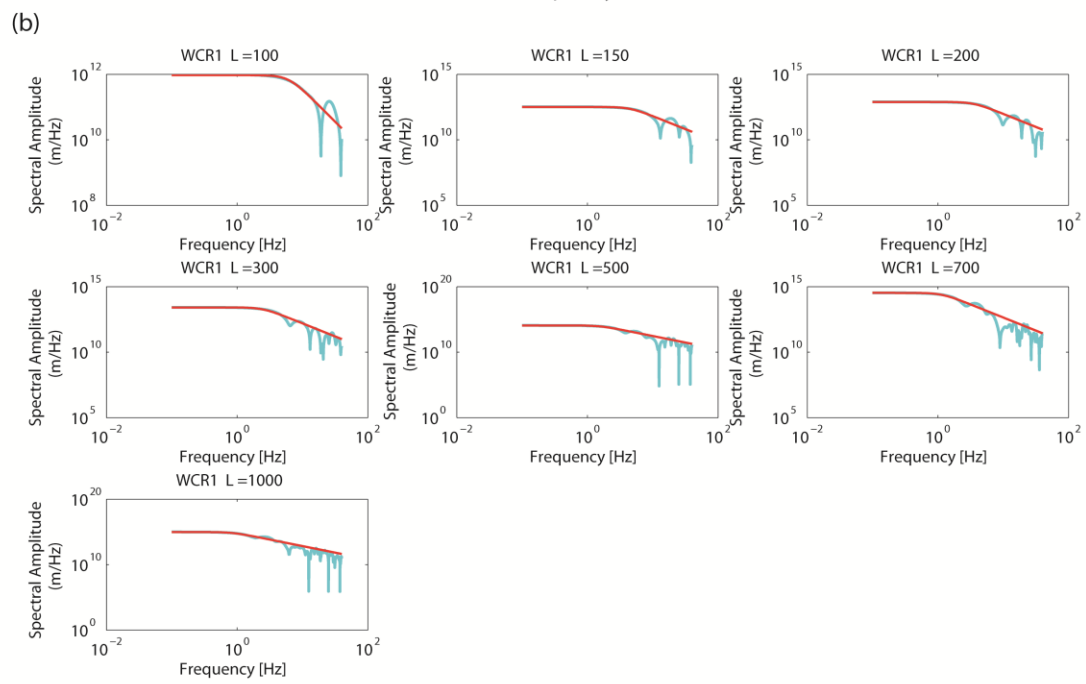 (b)
WCR1 L =100
Spectral Amplitude
(m/Hz)
10^12
10^10
10^8
10^-2
10^0
10^2
Frequency [Hz]
WCR1 L =150
Spectral Amplitude
(m/Hz)
10^15
10^10
10^5
10^-2
10^0
10^2
Frequency [Hz]
WCR1 L =200
Spectral Amplitude
(m/Hz)
10^15
10^10
10^5
10^-2
10^0
10^2
Frequency [Hz]
WCR1 L =300
Spectral Amplitude
(m/Hz)
10^15
10^10
10^5
10^-2
10^0
10^2
Frequency [Hz]
WCR1 L =500
Spectral Amplitude
(m/Hz)
10^20
10^10
10^0
10^-2
10^0
10^2
Frequency [Hz]
WCR1 L =700
Spectral Amplitude
(m/Hz)
10^15
10^10
10^5
10^-2
10^0
10^2
Frequency [Hz]
WCR1 L =1000
Spectral Amplitude
(m/Hz)
10^20
10^10
10^0
10^-2
10^0
10^2
Frequency [Hz]